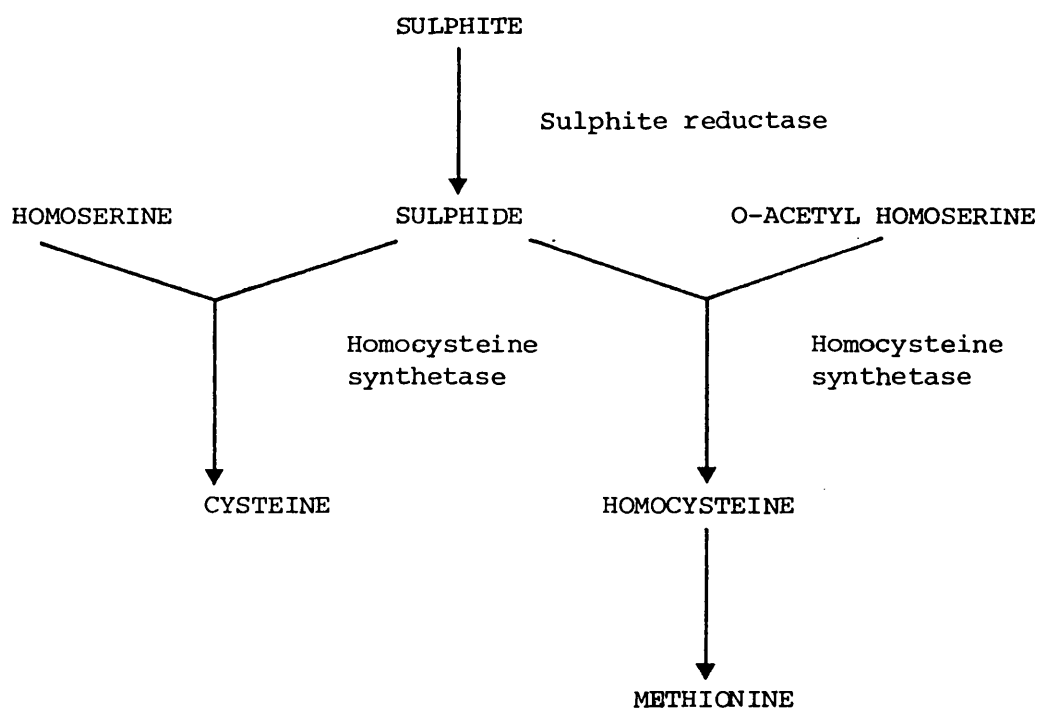 SULPHITE
Sulphite reductase
HOMOSERINE
SULPHIDE
O-ACETYL HOMOSERINE
Homocysteine
synthetase
Homocysteine
synthetase
CYSTEINE
HOMOCYSTEINE
METHIONINE